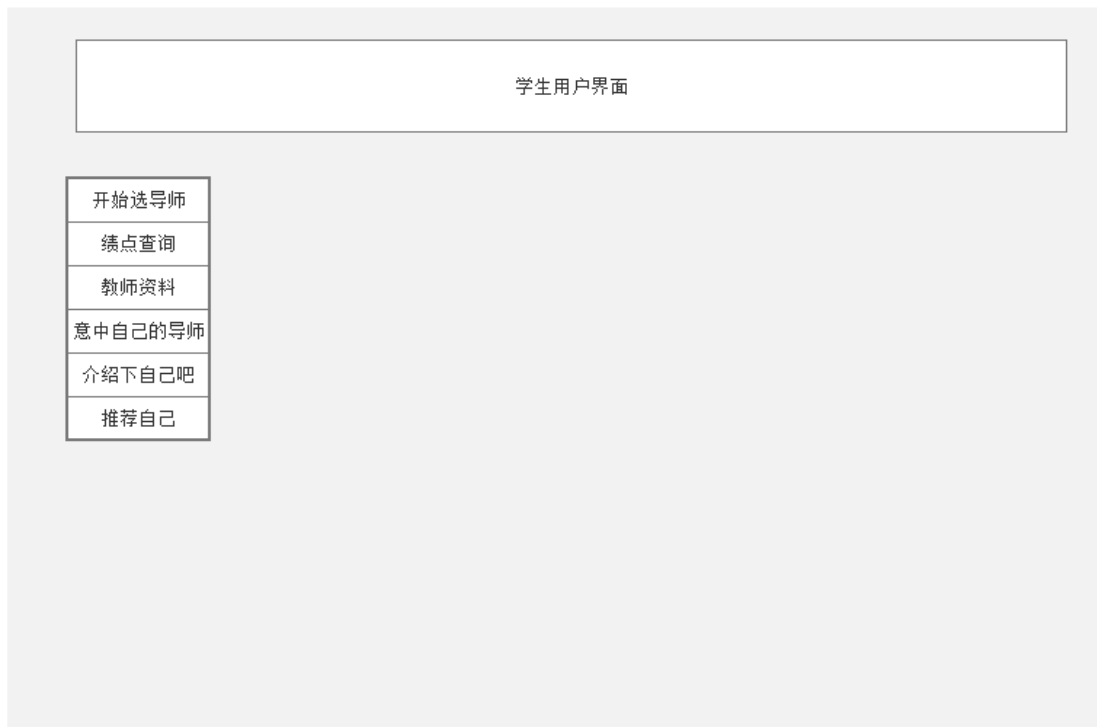 学生用户界面
开始选导师
绩点查询
教师资料
意中自己的导师
介绍下自己吧
推荐自己